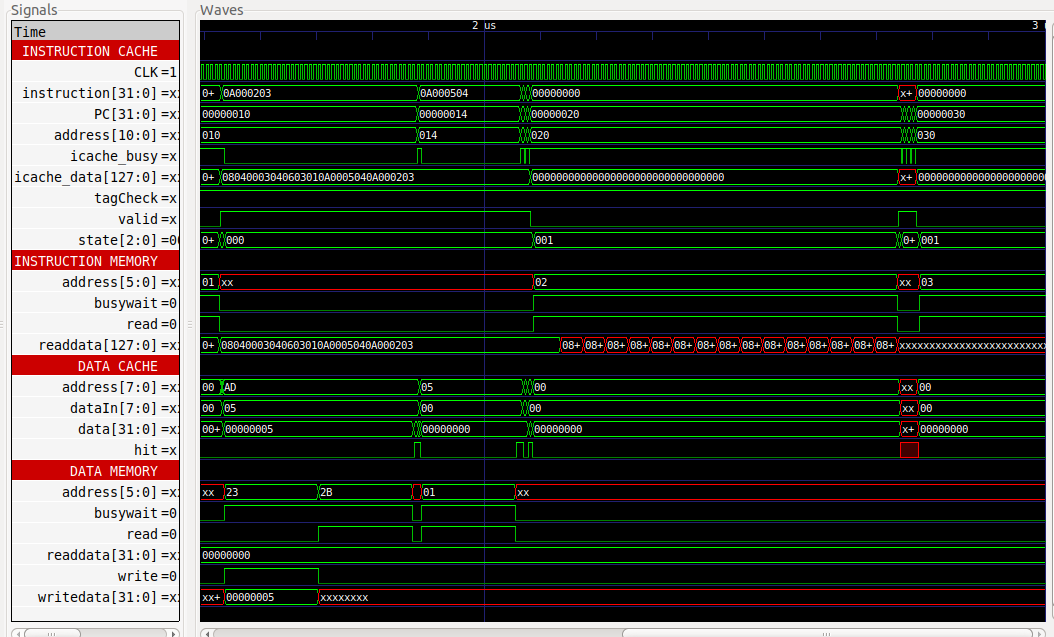 Signals Waves
Time 2 us 3
INSTRUCTION CACHE
CLK=1
instruction[31:0]=x 0+ 0A000203 0A000504 00000000 x+ 00000000
PC[31:0]=x 00000010 00000014 00000020 00000030
address[10:0]=x 010 014 020 030
icache_busy=x
icache_data[127:0]=x 0+ 08040003040603010A0005040A000203 00000000000000000000000000000000 x+ 0000000000000000000000
tagCheck=x
valid=x
state[2:0]=00 0+ 000 001 0+ 001
INSTRUCTION MEMORY
address[5:0]=x 01 xx 02 xx 03
busywait=0
read=0
readdata[127:0]=x 0+ 08040003040603010A0005040A000203 08+ 08+ 08+ 08+ 08+ 08+ 08+ 08+ 08+ 08+ 08+ 08+ 08+ 08+ 08+ xxxxxxxxxxxxxxxxxxxxxxxxx
DATA CACHE
address[7:0]=x 00 AD 05 00 xx 00
dataIn[7:0]=x 00 05 00 00 xx 00
data[31:0]=x 00+ 00000005 00000000 00000000 x+ 00000000
hit=x
DATA MEMORY
address[5:0]=x xx 23 2B 01 xx
busywait=0
read=0
readdata[31:0]=x 00000000
write=0
writedata[31:0]=x xx+ 00000005 xxxxxxxx